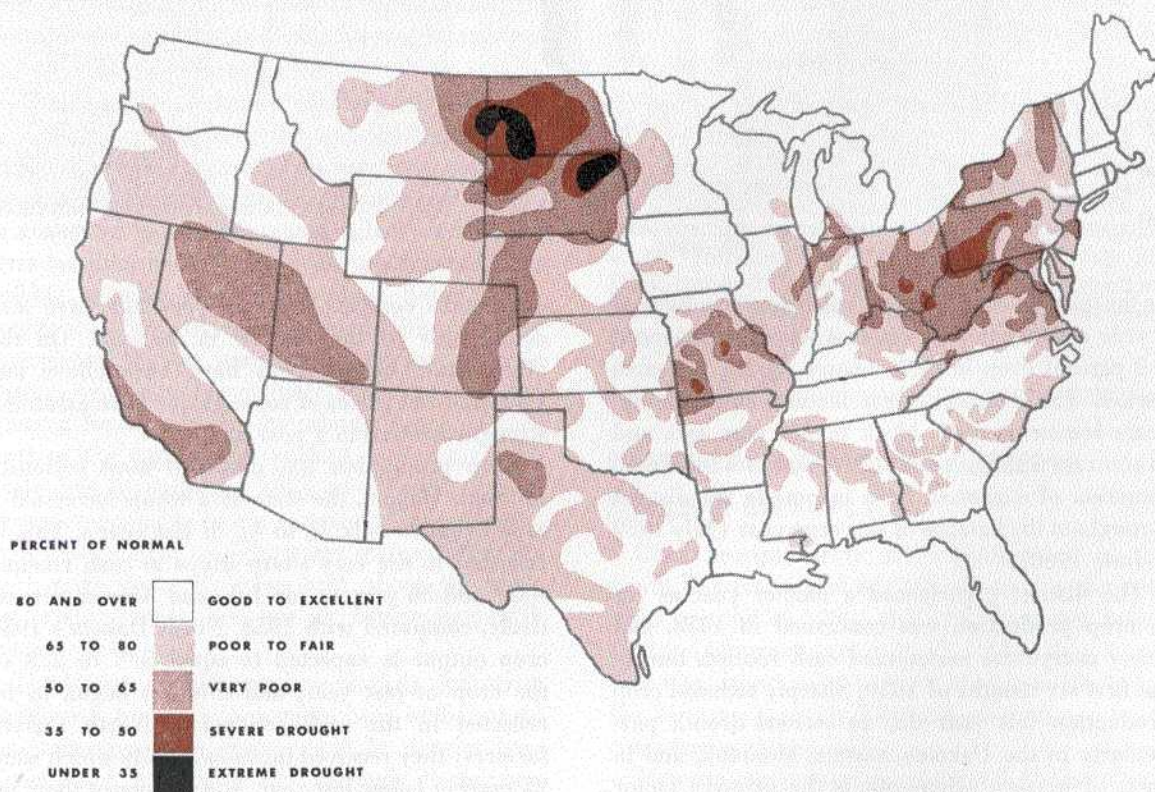 PERCENT OF NORMAL
80 AND OVER GOOD TO EXCELLENT
65 TO 80 POOR TO FAIR
50 TO 65 VERY POOR
35 TO 50 SEVERE DROUGHT
UNDER 35 EXTREME DROUGHT